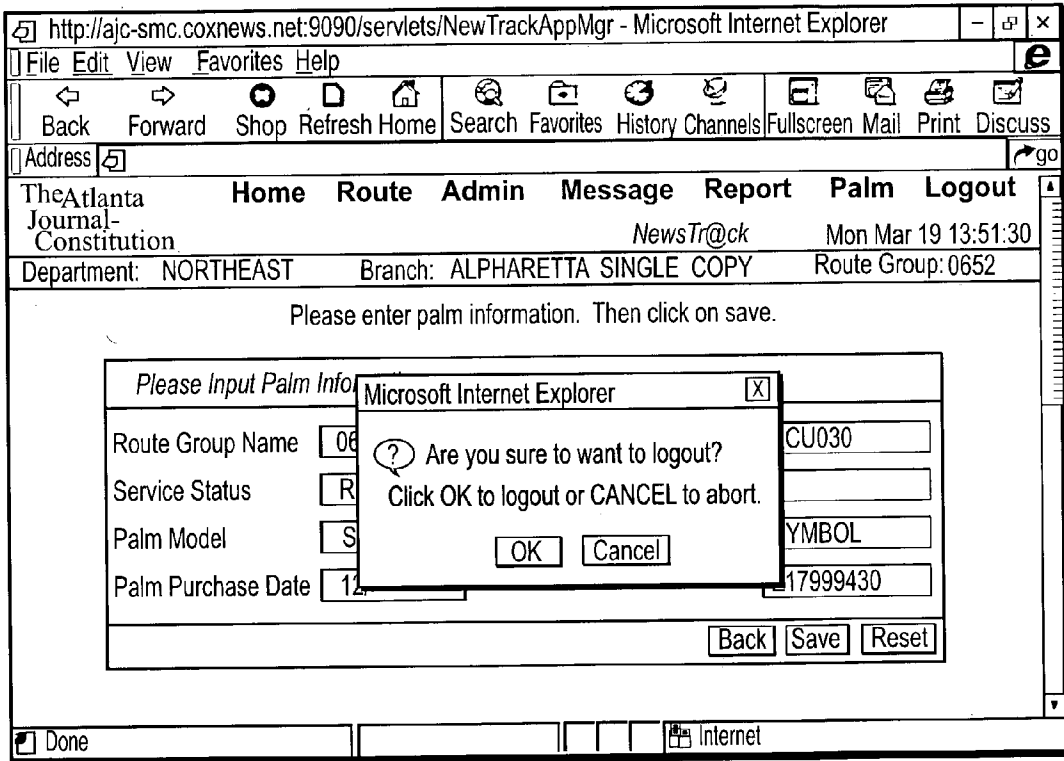 http://ajc-smc.coxnews.net:9090/servlets/NewTrackAppMgr - Microsoft Internet Explorer
File Edit View Favorites Help
Back Forward Shop Refresh Home Search Favorites History Channels Fullscreen Mail Print Discuss
Address go
The Atlanta Journal-Constitution
Home Route Admin Message Report Palm Logout
NewsTr@ck Mon Mar 19 13:51:30
Department: NORTHEAST Branch: ALPHARETTA SINGLE COPY Route Group: 0652
Please enter palm information. Then click on save.
Please Input Palm
Microsoft Internet Explorer X
? Are you sure to want to logout?
Click OK to logout or CANCEL to abort.
OK Cancel
Route Group Name 06 CU030
Service Status R
Palm Model S YMBOL
Palm Purchase Date 12/ 17999430
Back Save Reset
Done Internet